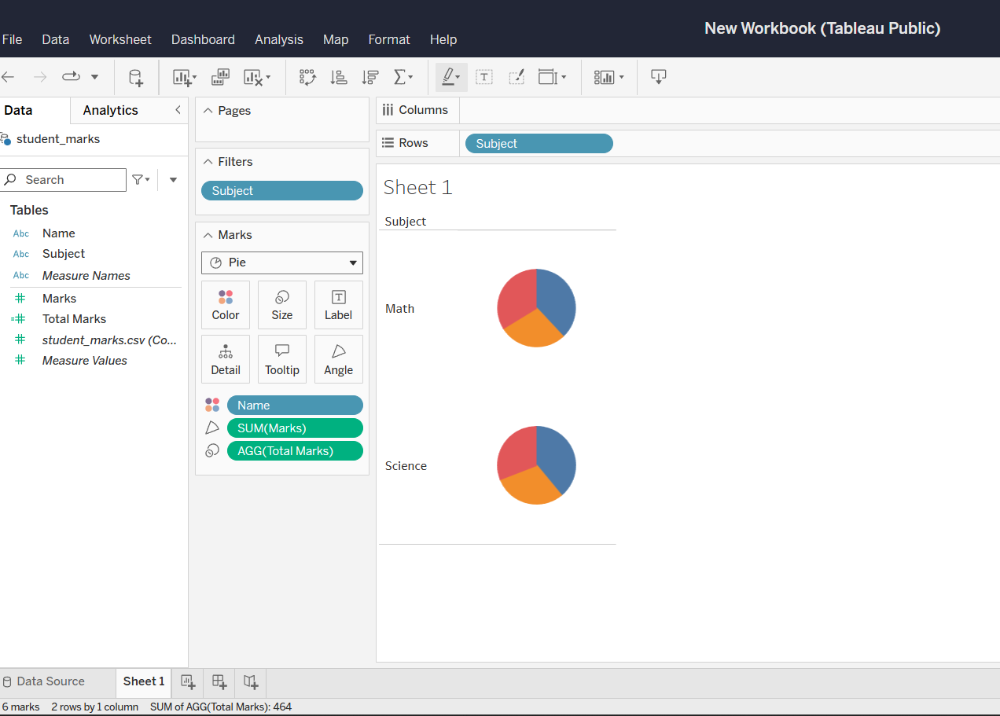 New Workbook (Tableau Public)
File Data Worksheet Dashboard Analysis Map Format Help
Data Analytics
student_marks
Search
Tables
Abc Name
Abc Subject
Abc Measure Names
Marks
Total Marks
student_marks.csv (Co...
Measure Values
Pages
Filters
Subject
Marks
Pie
Color Size Label
Detail Tooltip Angle
Name
SUM(Marks)
AGG(Total Marks)
Columns
Rows Subject
Sheet 1
Subject
Math
Science
Data Source Sheet 1
6 marks 2 rows by 1 column SUM of AGG(Total Marks): 464